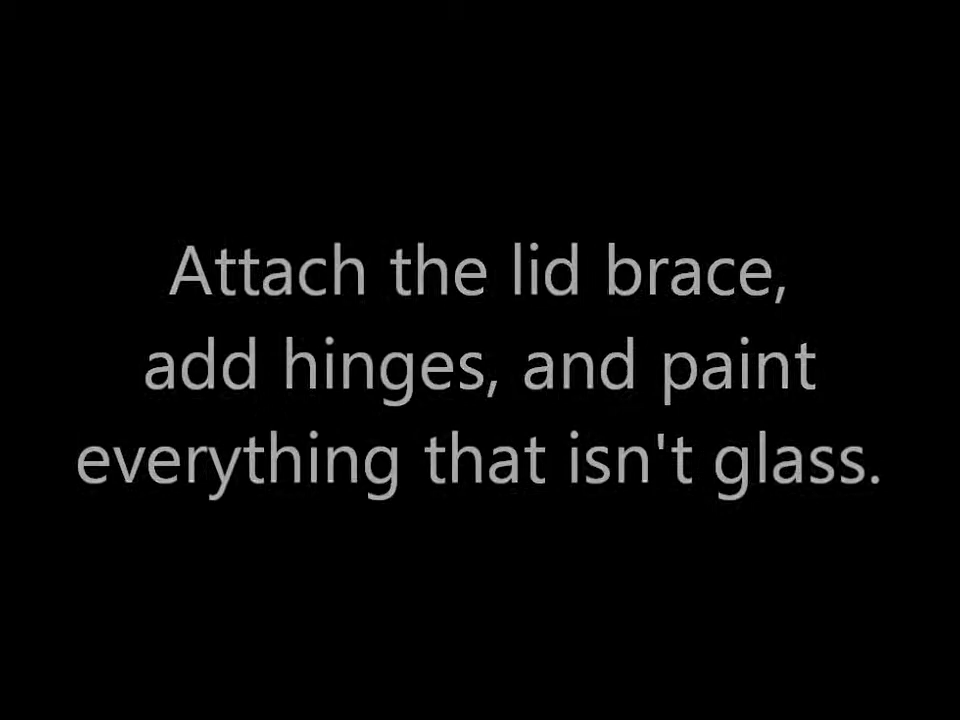 Attach the lid brace,
add hinges, and paint
everything that isn't glass.